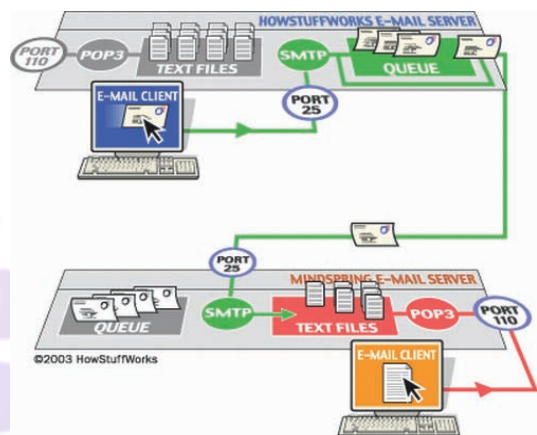 HOWSTUFFWORKS E-MAIL SERVER
PORT
110
POP3
TEXT FILES
SMTP
QUEUE
E-MAIL CLIENT
PORT
25
PORT
25
MINDSPRING E-MAIL SERVER
QUEUE
SMTP
TEXT FILES
POP3
PORT
110
©2003 HowStuffWorks
E-MAIL CLIENT